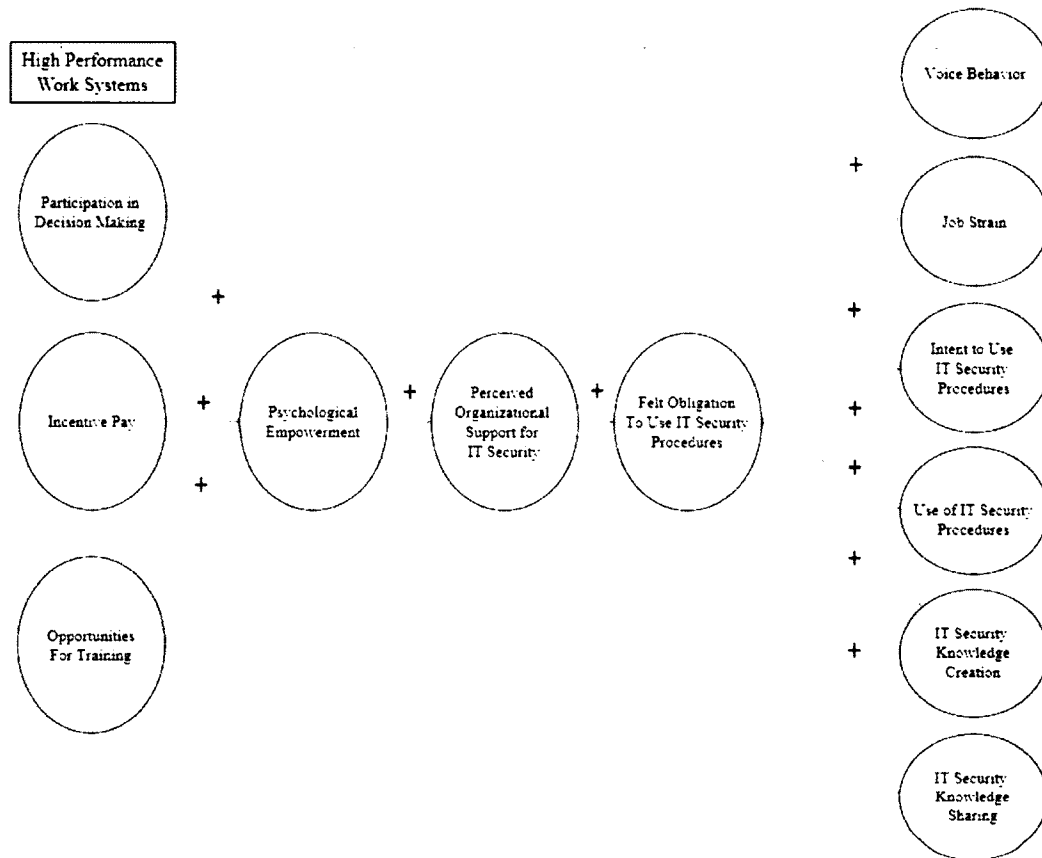 High Performance
Work Systems
Participation in
Decision Making
Incentive Pay
Opportunities
For Training
+
+
+
Psychological
Empowerment
+
Perceived
Organizational
Support for
IT Security
+
Felt Obligation
To Use IT Security
Procedures
+
+
+
+
+
+
Voice Behavior
Job Strain
Intent to Use
IT Security
Procedures
Use of IT Security
Procedures
IT Security
Knowledge
Creation
IT Security
Knowledge
Sharing